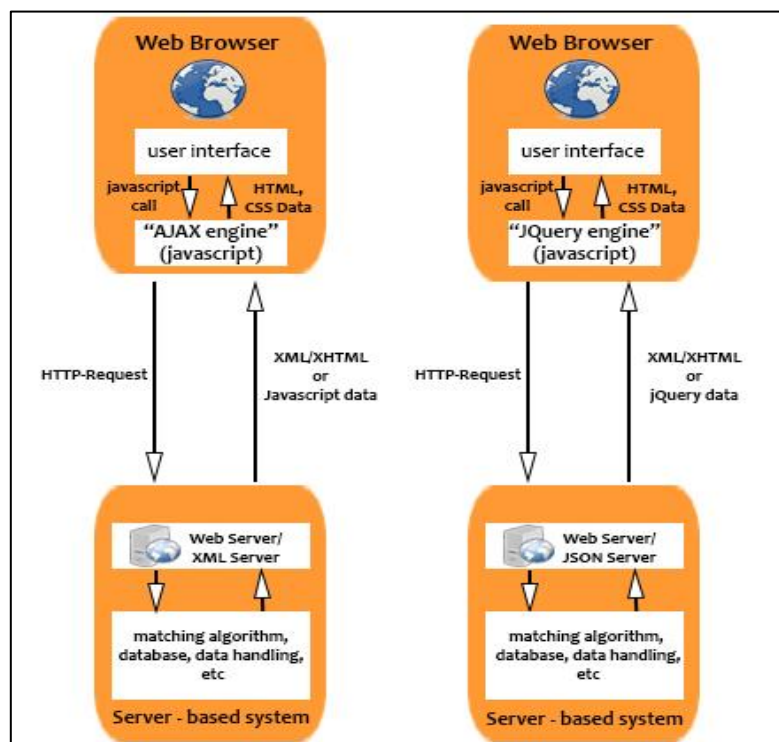 Web Browser
user interface
javascript
call
HTML,
CSS Data
“AJAX engine”
(javascript)
HTTP-Request
XML/XHTML
or
Javascript data
Web Server/
XML Server
matching algorithm,
database, data handling,
etc
Server - based system
Web Browser
user interface
javascript
call
HTML,
CSS Data
“JQuery engine”
(javascript)
HTTP-Request
XML/XHTML
or
jQuery data
Web Server/
JSON Server
matching algorithm,
database, data handling,
etc
Server - based system